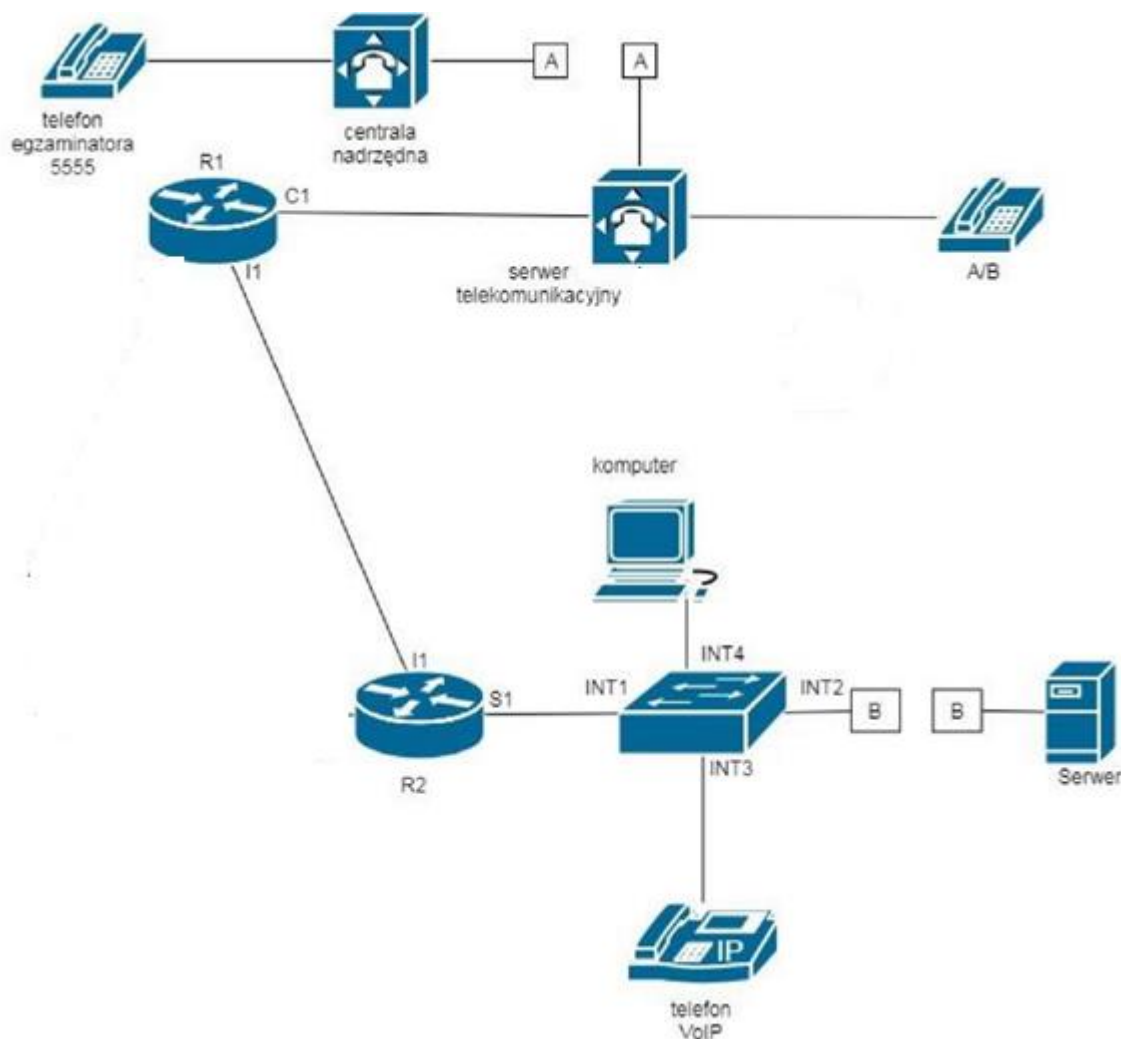 A
A
telefon
egzaminatora
5555
centrala
nadrzędna
R1
C1
I1
serwer
telekomunikacyjny
A/B
komputer
INT4
I1
S1
INT1
INT2
B
B
INT3
R2
Serwer
IP
telefon
VoIP